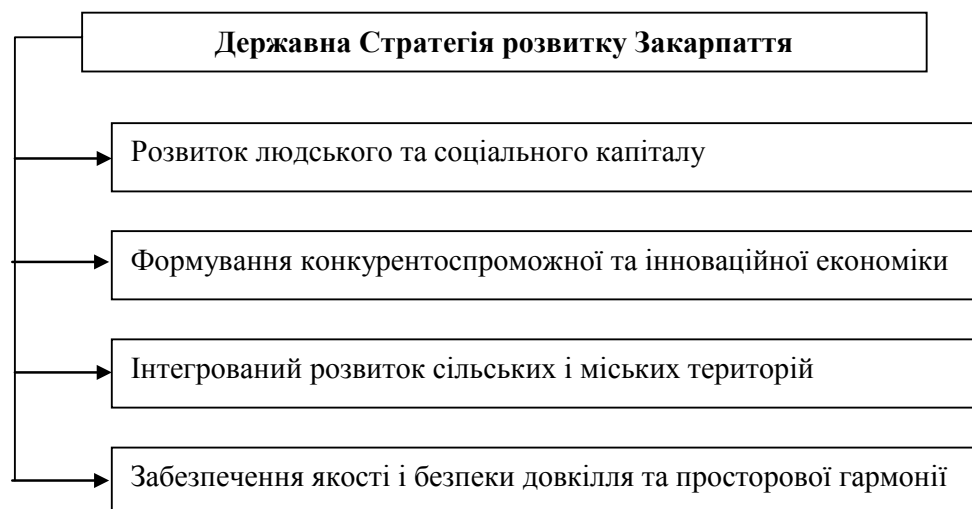 Державна Стратегія розвитку Закарпаття
Розвиток людського та соціального капіталу
Формування конкурентоспроможної та інноваційної економіки
Інтегрований розвиток сільських і міських територій
Забезпечення якості і безпеки довкілля та просторової гармонії